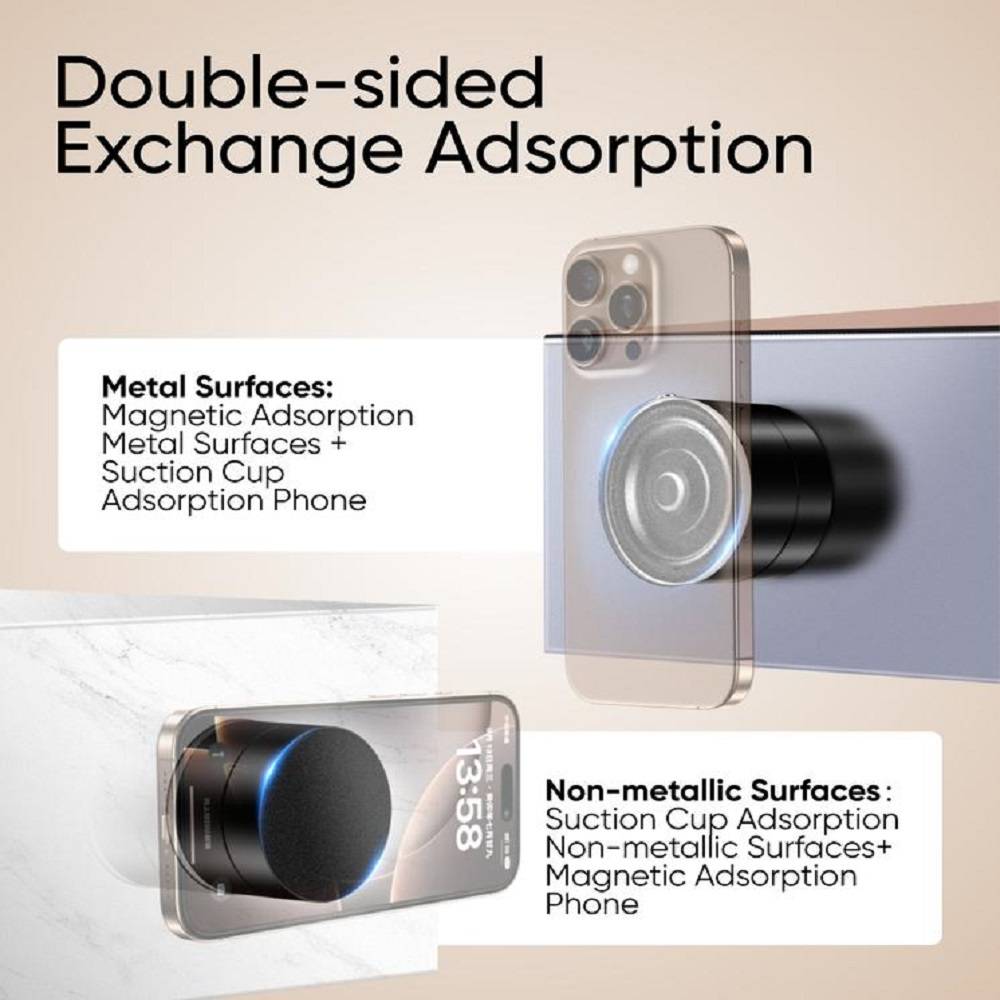 Double-sided
Exchange Adsorption
Metal Surfaces:
Magnetic Adsorption
Metal Surfaces +
Suction Cup
Adsorption Phone
13:58
Non-metallic Surfaces:
Suction Cup Adsorption
Non-metallic Surfaces+
Magnetic Adsorption
Phone